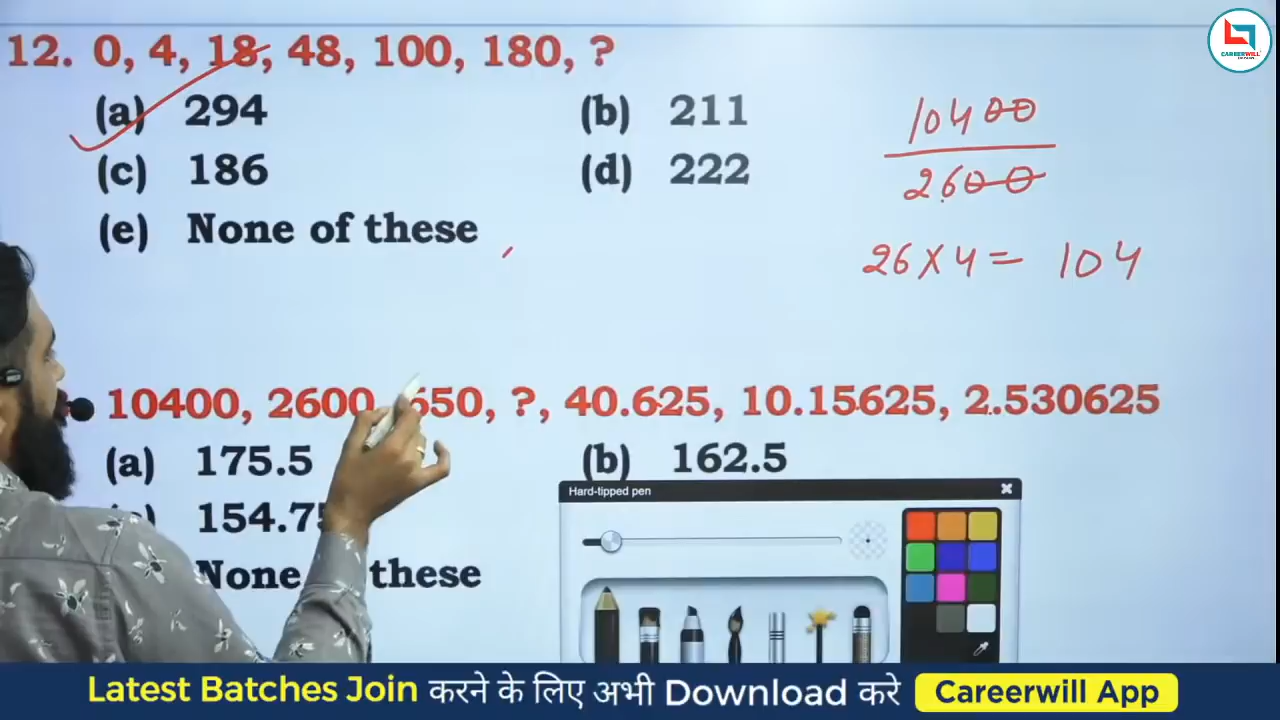 CAREERWILL
12. 0, 4, 18, 48, 100, 180, ?
(a) 294 (b) 211
(c) 186 (d) 222
(e) None of these
10400
2600
26 × 4 = 104
10400, 2600, 650, ?, 40.625, 10.15625, 2.530625
(a) 175.5 (b) 162.5
154.75
None these
Hard-tipped pen
Latest Batches Join करने के लिए अभी Download करे Careerwill App